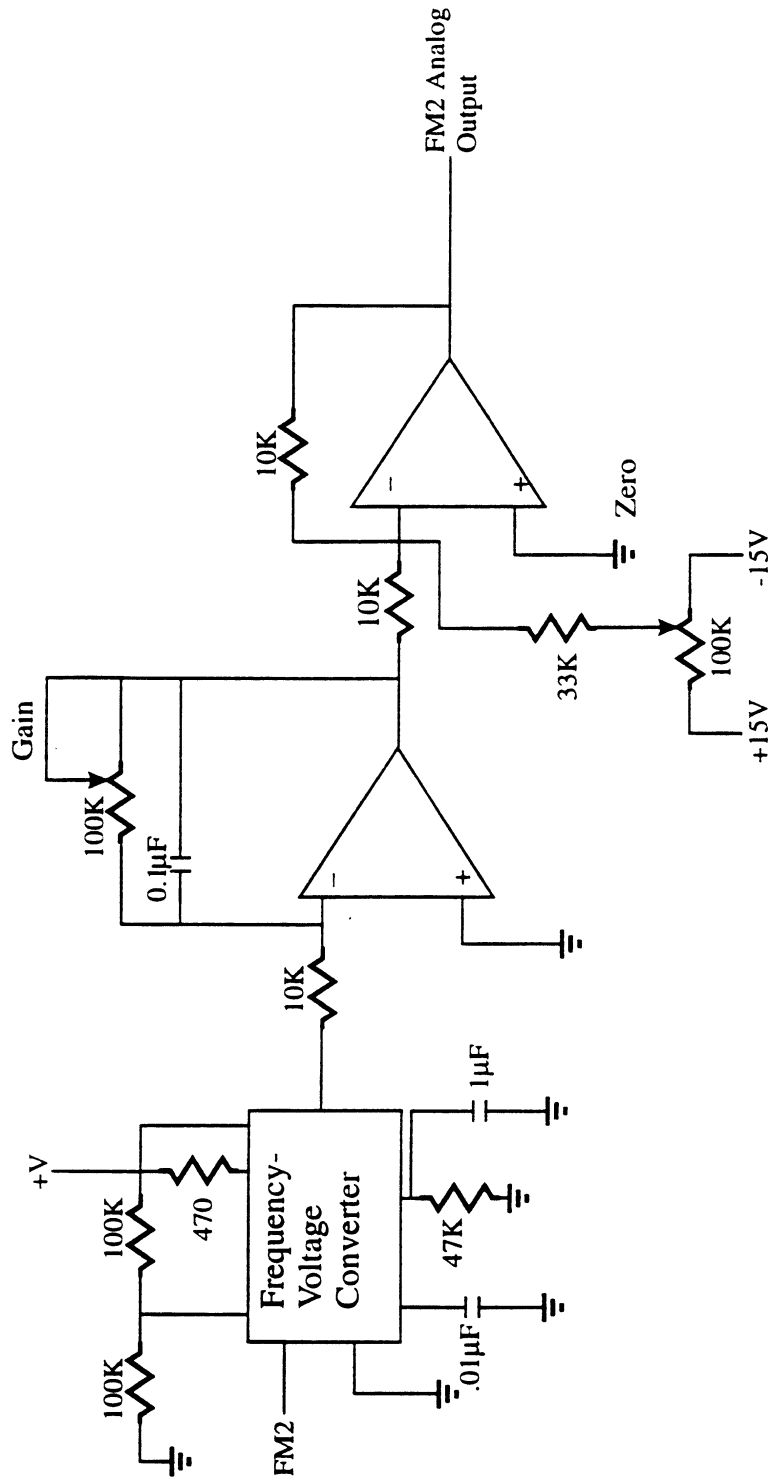 Gain
100K
0.1µF
10K
−
+
10K
10K
−
+
FM2 Analog
Output
Zero
33K
100K
+15V
-15V
+V
100K
100K
470
Frequency-
Voltage
Converter
FM2
.01µF
47K
1µF